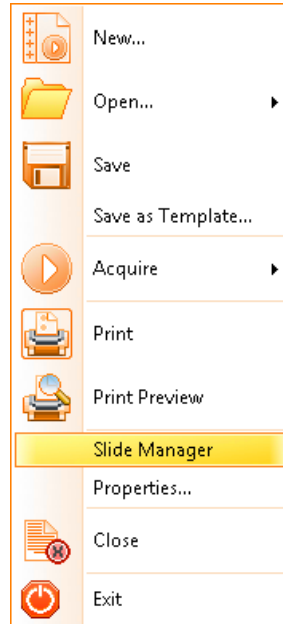 New...
Open...
Save
Save as Template...
Acquire
Print
Print Preview
Slide Manager
Properties...
Close
Exit